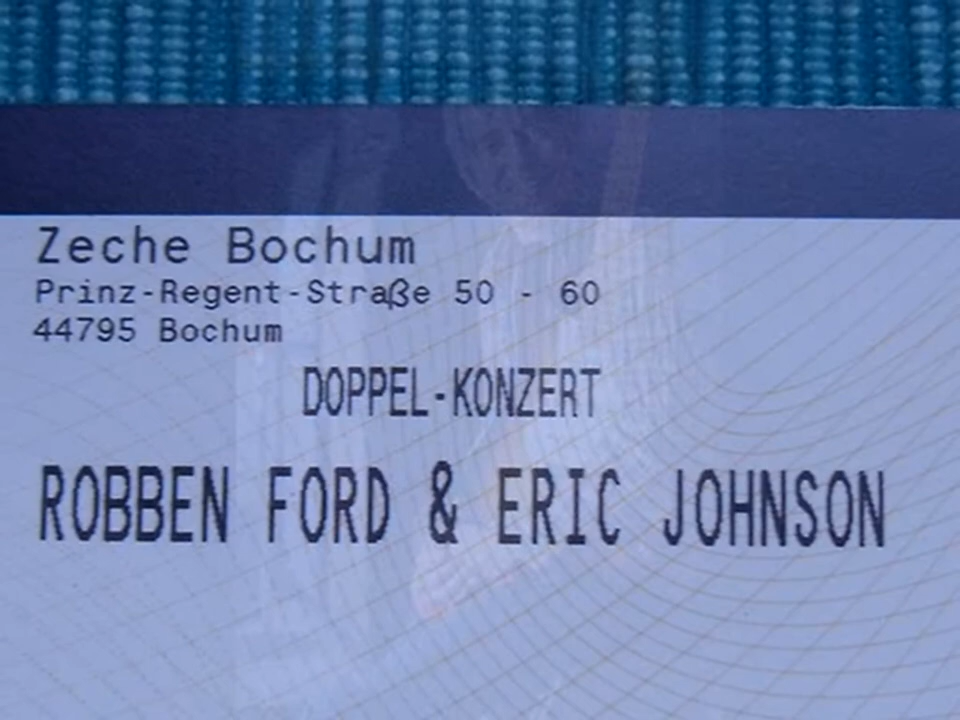 Zeche Bochum
Prinz-Regent-Straße 50 - 60
44795 Bochum
DOPPEL-KONZERT
ROBBEN FORD & ERIC JOHNSON